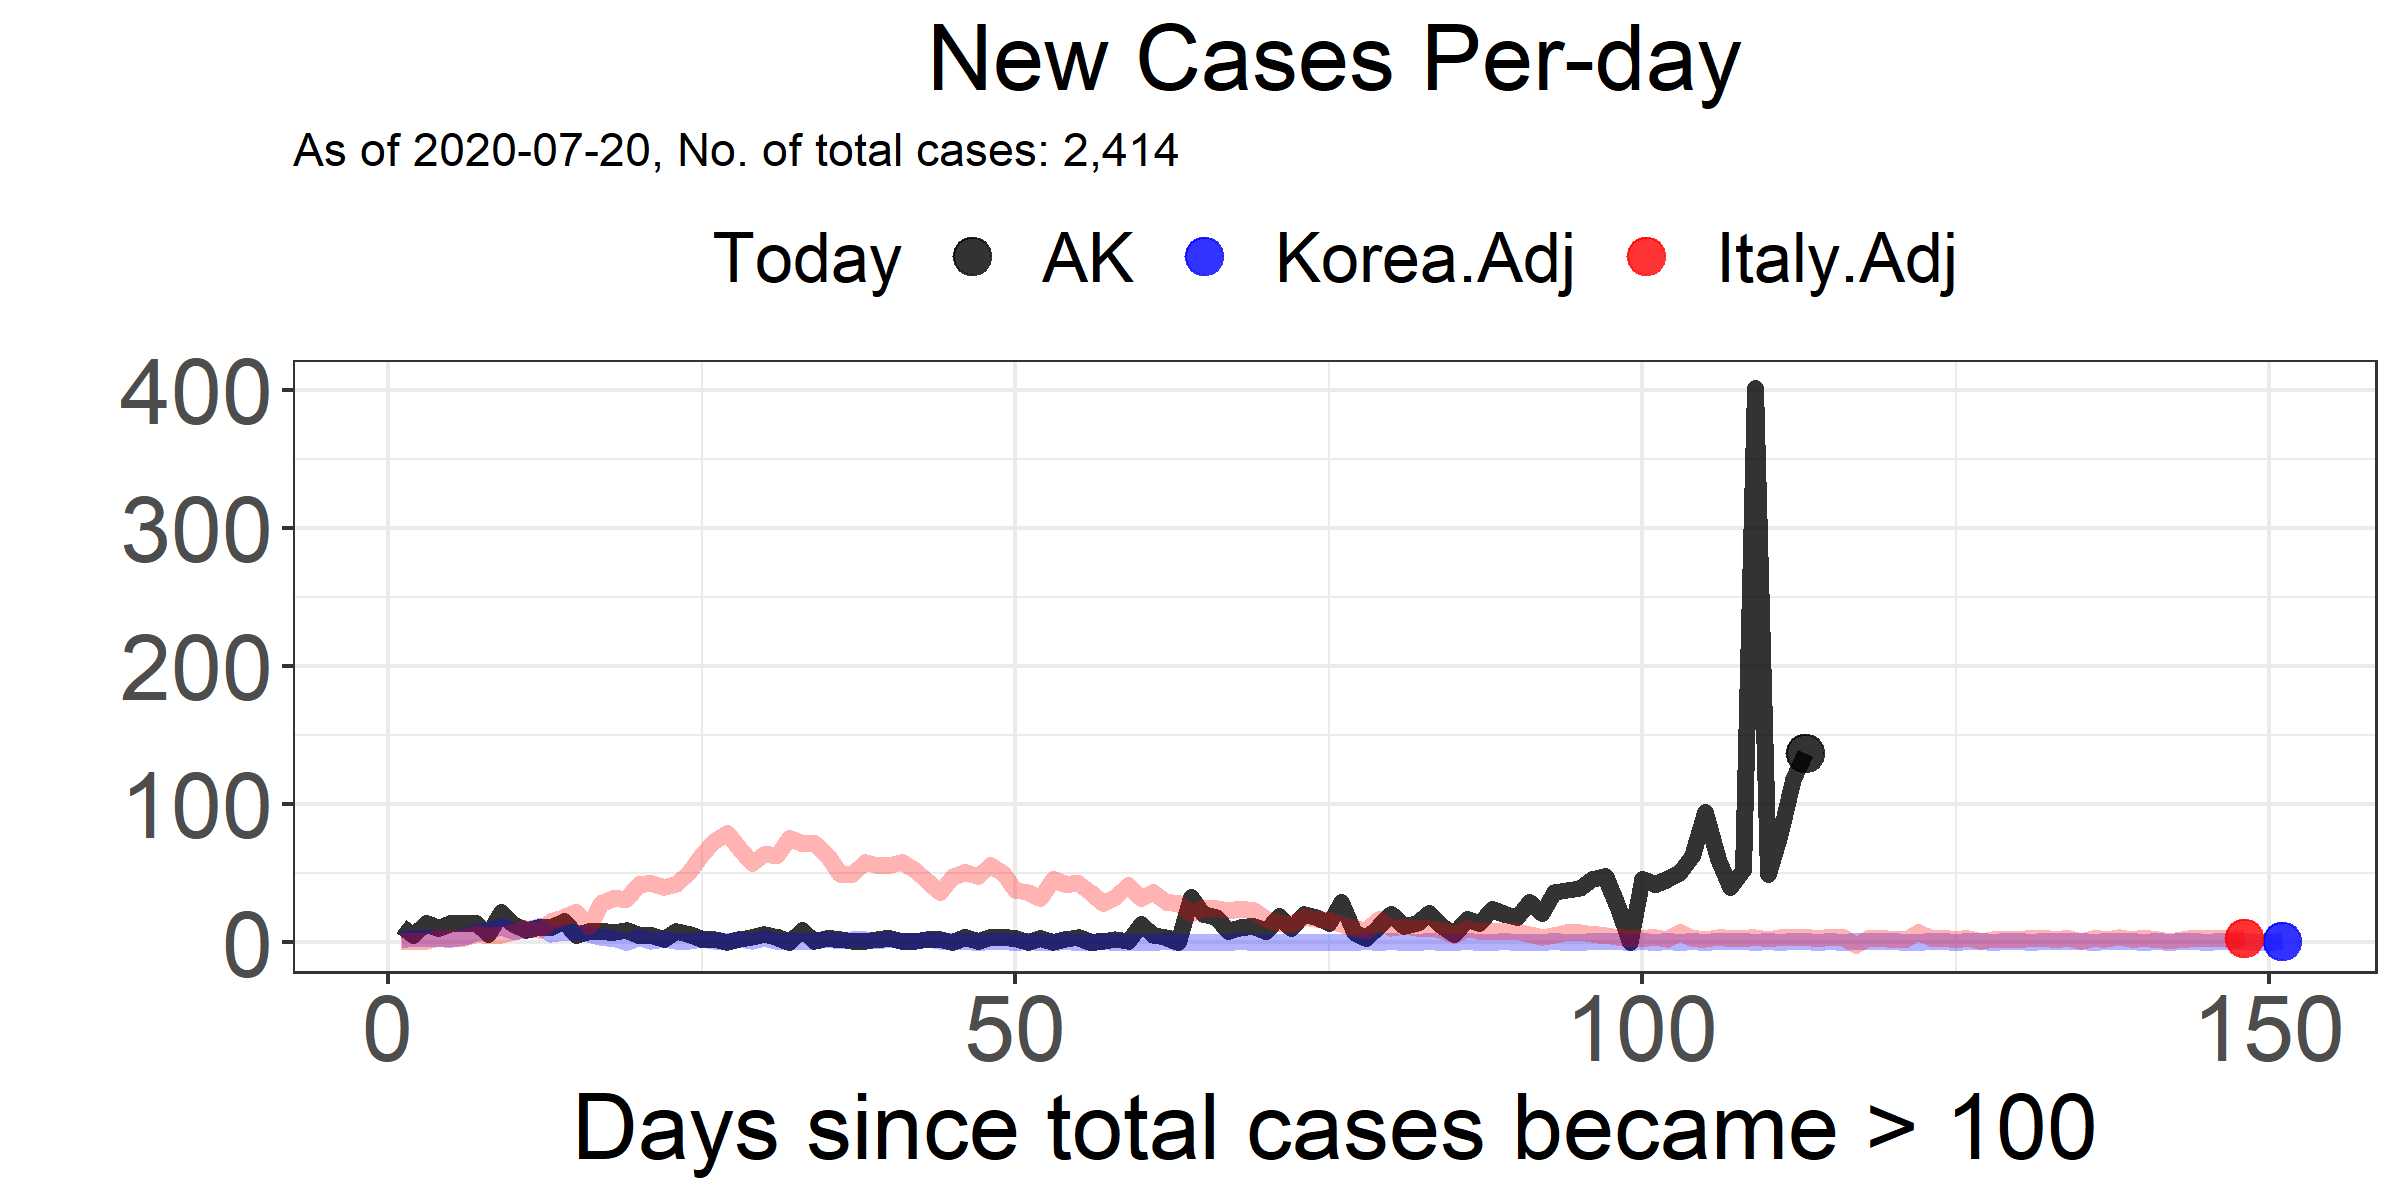 New Cases Per-day
As of 2020-07-20, No. of total cases: 2,414
Today AK Korea.Adj Italy.Adj
400
300
200
100
0
0 50 100 150
Days since total cases became > 100